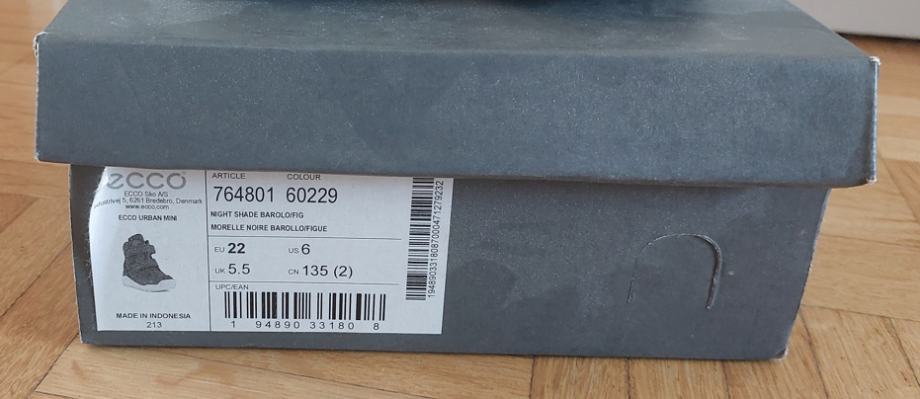 ecco
ECCO Sko A/S
Industrivej 5, 6261 Bredebro, Denmark
www.ecco.com
ECCO URBAN MINI
MADE IN INDONESIA
213
ARTICLE COLOUR
764801 60229
NIGHT SHADE BAROLO/FIG
MORELLE NOIRE BAROLLO/FIGUE
EU 22 US 6
UK 5.5 CN 135 (2)
UPC/EAN
1 94890 33180 8
1948903318087000471279232